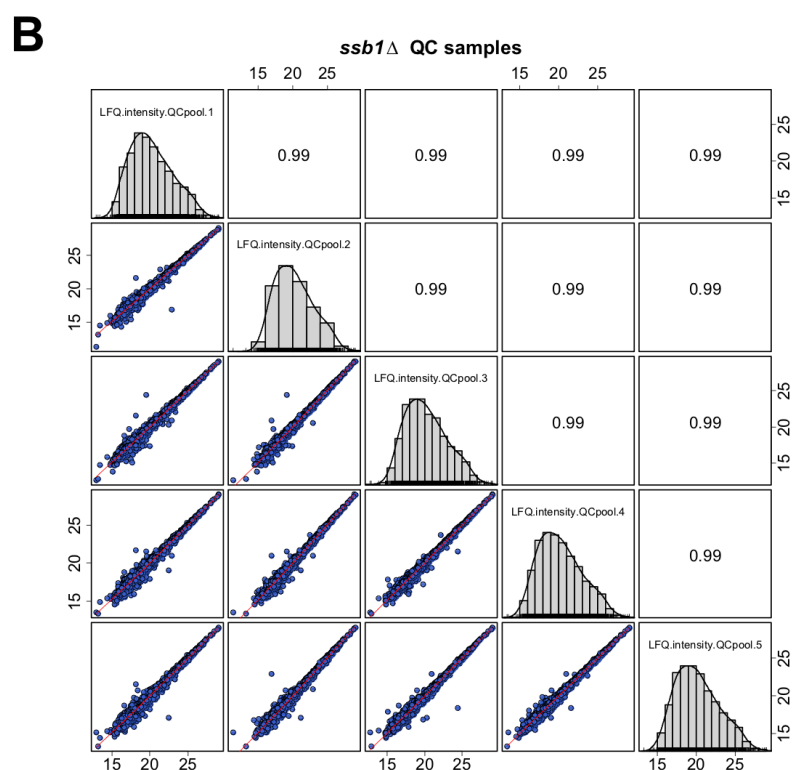 B
ssb1Δ QC samples
15 20 25 15 20 25
LFQ.intensity.QCpool.1
0.99 0.99 0.99 0.99
15 20 25
LFQ.intensity.QCpool.2
0.99 0.99 0.99
15 20 25
LFQ.intensity.QCpool.3
0.99 0.99
15 20 25
LFQ.intensity.QCpool.4
0.99
15 20 25
LFQ.intensity.QCpool.5
15 20 25
15 20 25 15 20 25 15 20 25